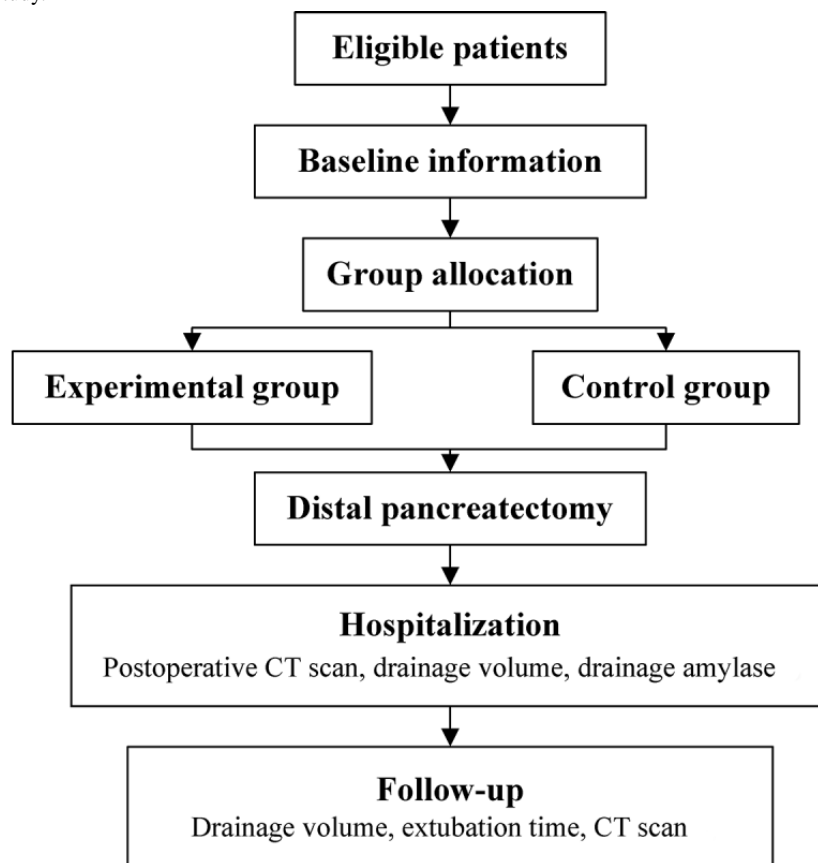 Eligible patients
Baseline information
Group allocation
Experimental group
Control group
Distal pancreatectomy
Hospitalization
Postoperative CT scan, drainage volume, drainage amylase
Follow-up
Drainage volume, extubation time, CT scan